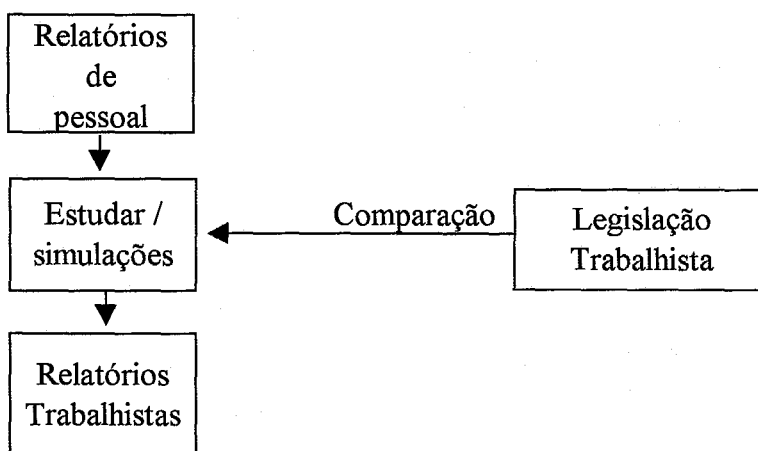 Relatórios
de
pessoal
Estudar /
simulações
Comparação
Legislação
Trabalhista
Relatórios
Trabalhistas